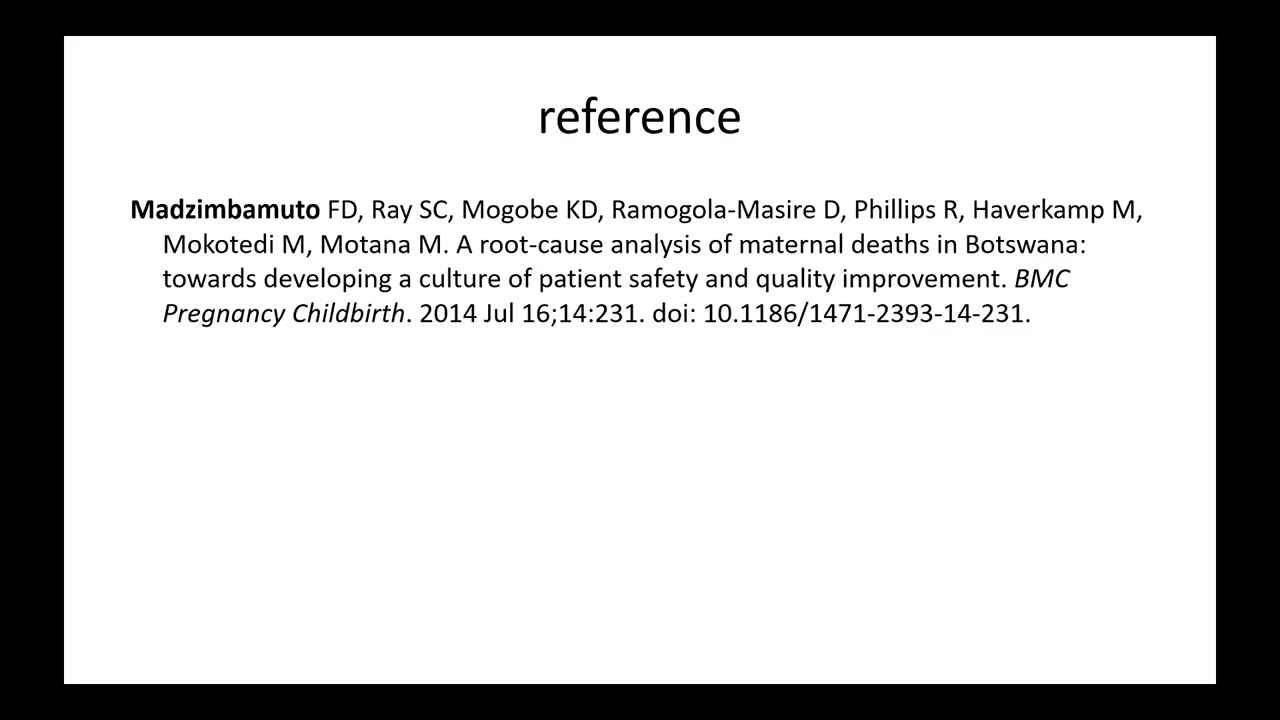 reference
Madzimbamuto FD, Ray SC, Mogobe KD, Ramogola-Masire D, Phillips R, Haverkamp M,
Mokotedi M, Motana M. A root-cause analysis of maternal deaths in Botswana:
towards developing a culture of patient safety and quality improvement. BMC
Pregnancy Childbirth. 2014 Jul 16;14:231. doi: 10.1186/1471-2393-14-231.